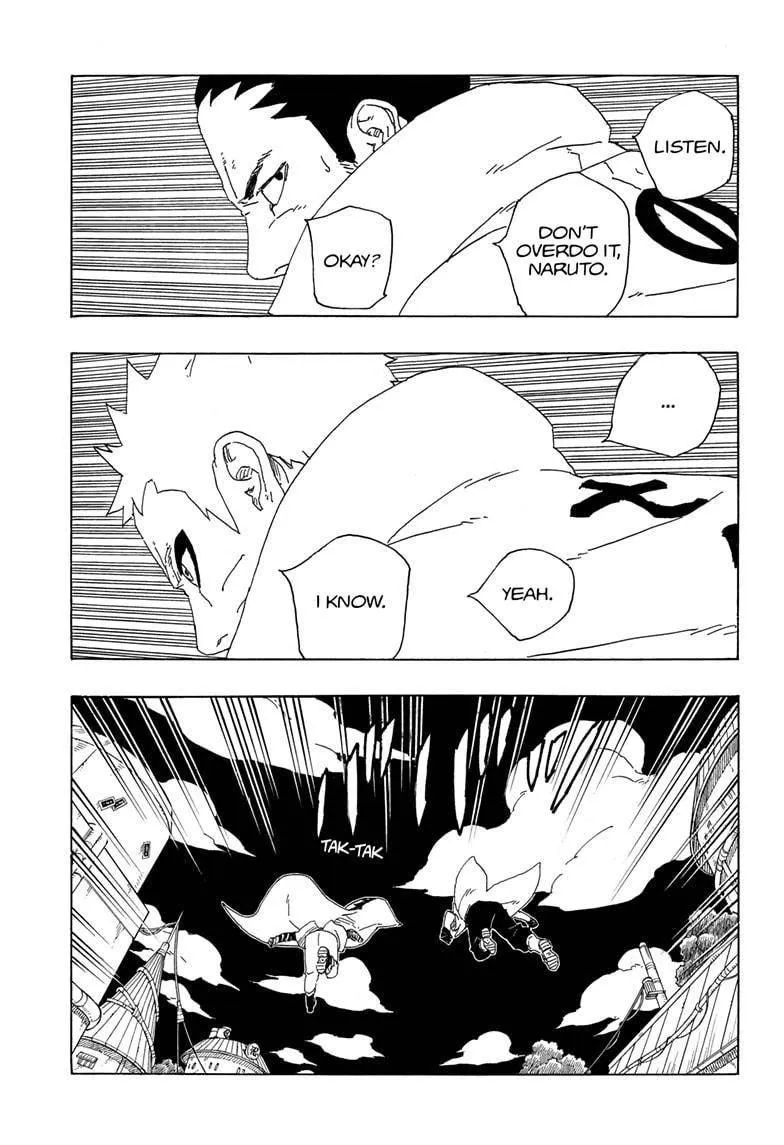 LISTEN.
DON'T
OVERDO IT,
NARUTO.
OKAY?
...
YEAH.
I KNOW.
TAK-TAK